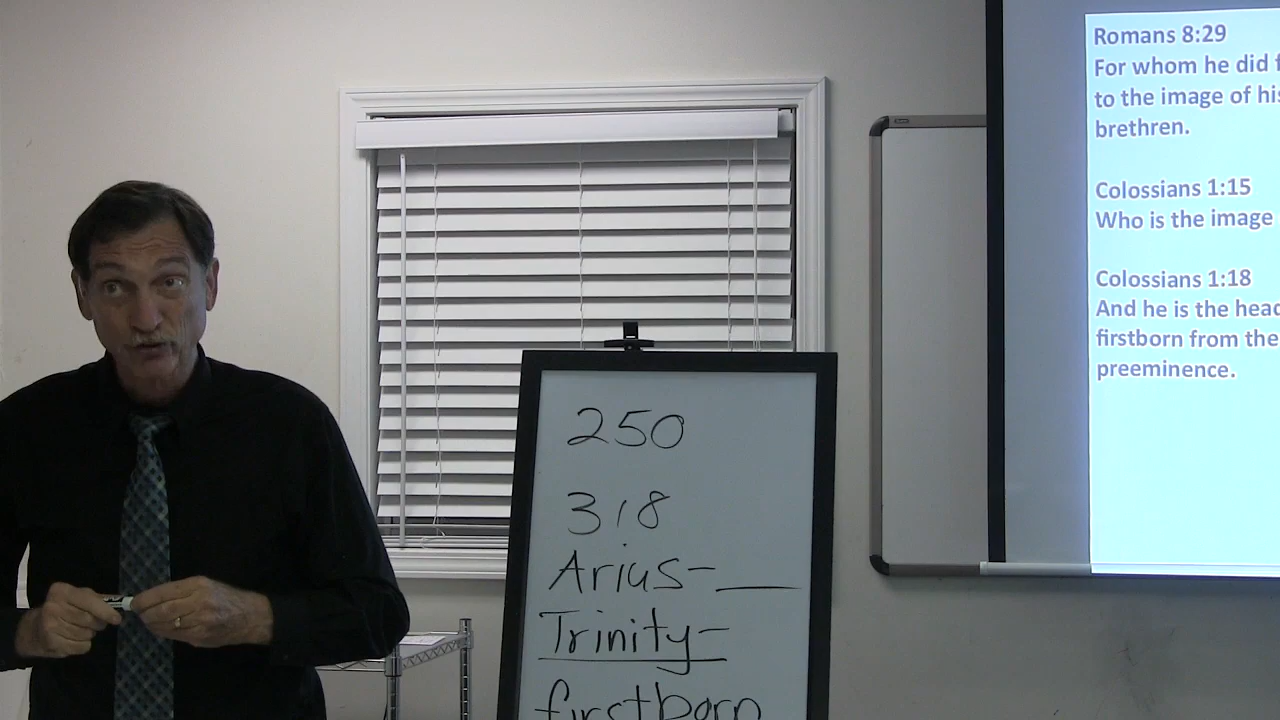 250
318
Arius-___
Trinity-
firstborn
Romans 8:29
For whom he did f
to the image of his
brethren.
Colossians 1:15
Who is the image
Colossians 1:18
And he is the head
firstborn from the
preeminence.